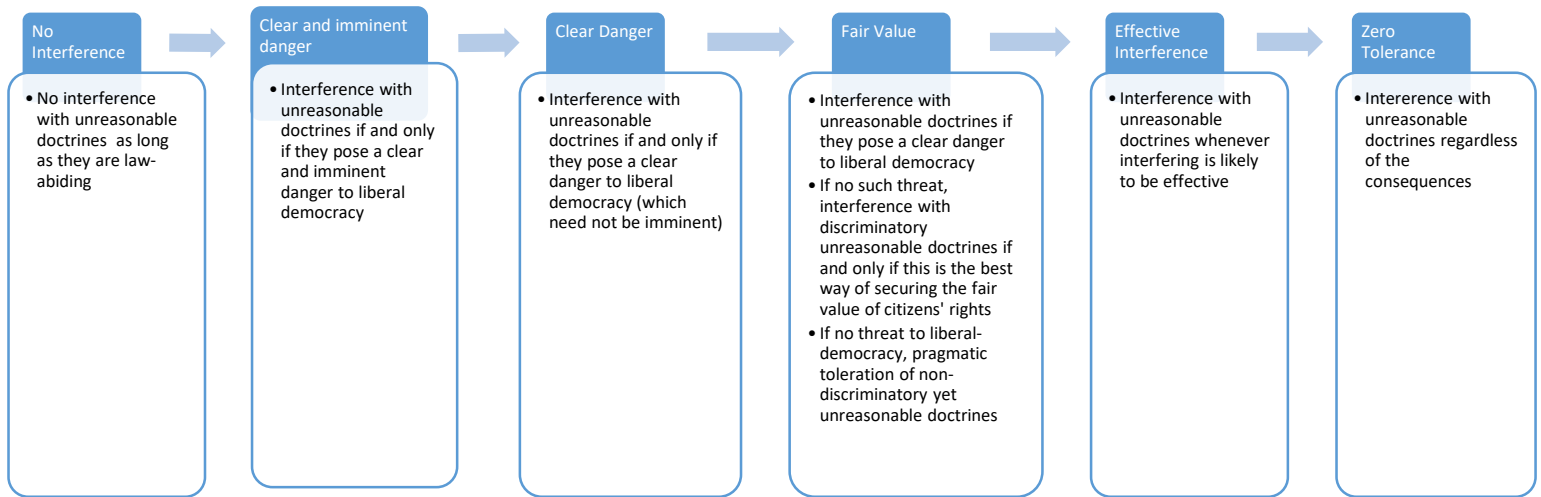 No
Interference
• No interference
with unreasonable
doctrines as long
as they are law-
abiding
Clear and imminent
danger
• Interference with
unreasonable
doctrines if and only
if they pose a clear
and imminent
danger to liberal
democracy
Clear Danger
• Interference with
unreasonable
doctrines if and only if
they pose a clear
danger to liberal
democracy (which
need not be imminent)
Fair Value
• Interference with
unreasonable doctrines if
they pose a clear danger
to liberal democracy
• If no such threat,
interference with
discriminatory
unreasonable doctrines if
and only if this is the best
way of securing the fair
value of citizens' rights
• If no threat to liberal-
democracy, pragmatic
toleration of non-
discriminatory yet
unreasonable doctrines
Effective
Interference
• Interference with
unreasonable
doctrines whenever
interfering is likely
to be effective
Zero
Tolerance
• Intererence with
unreasonable
doctrines regardless
of the
consequences